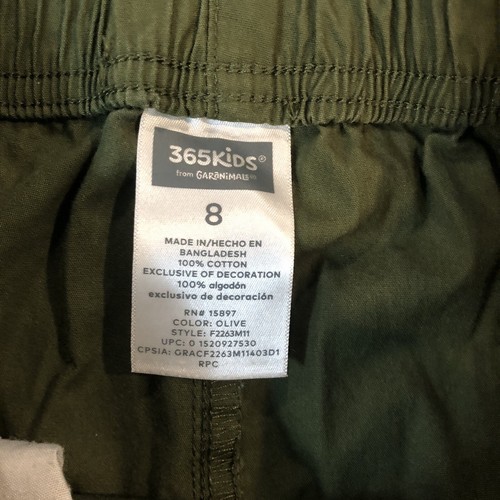 365KIDS®
from GARANIMALS
8
MADE IN/HECHO EN
BANGLADESH
100% COTTON
EXCLUSIVE OF DECORATION
100% algodón
exclusivo de decoración
RN# 15897
COLOR: OLIVE
STYLE: F2263M11
UPC: 0 1520927530
CPSIA: GRACF2263M11403D1
RPC